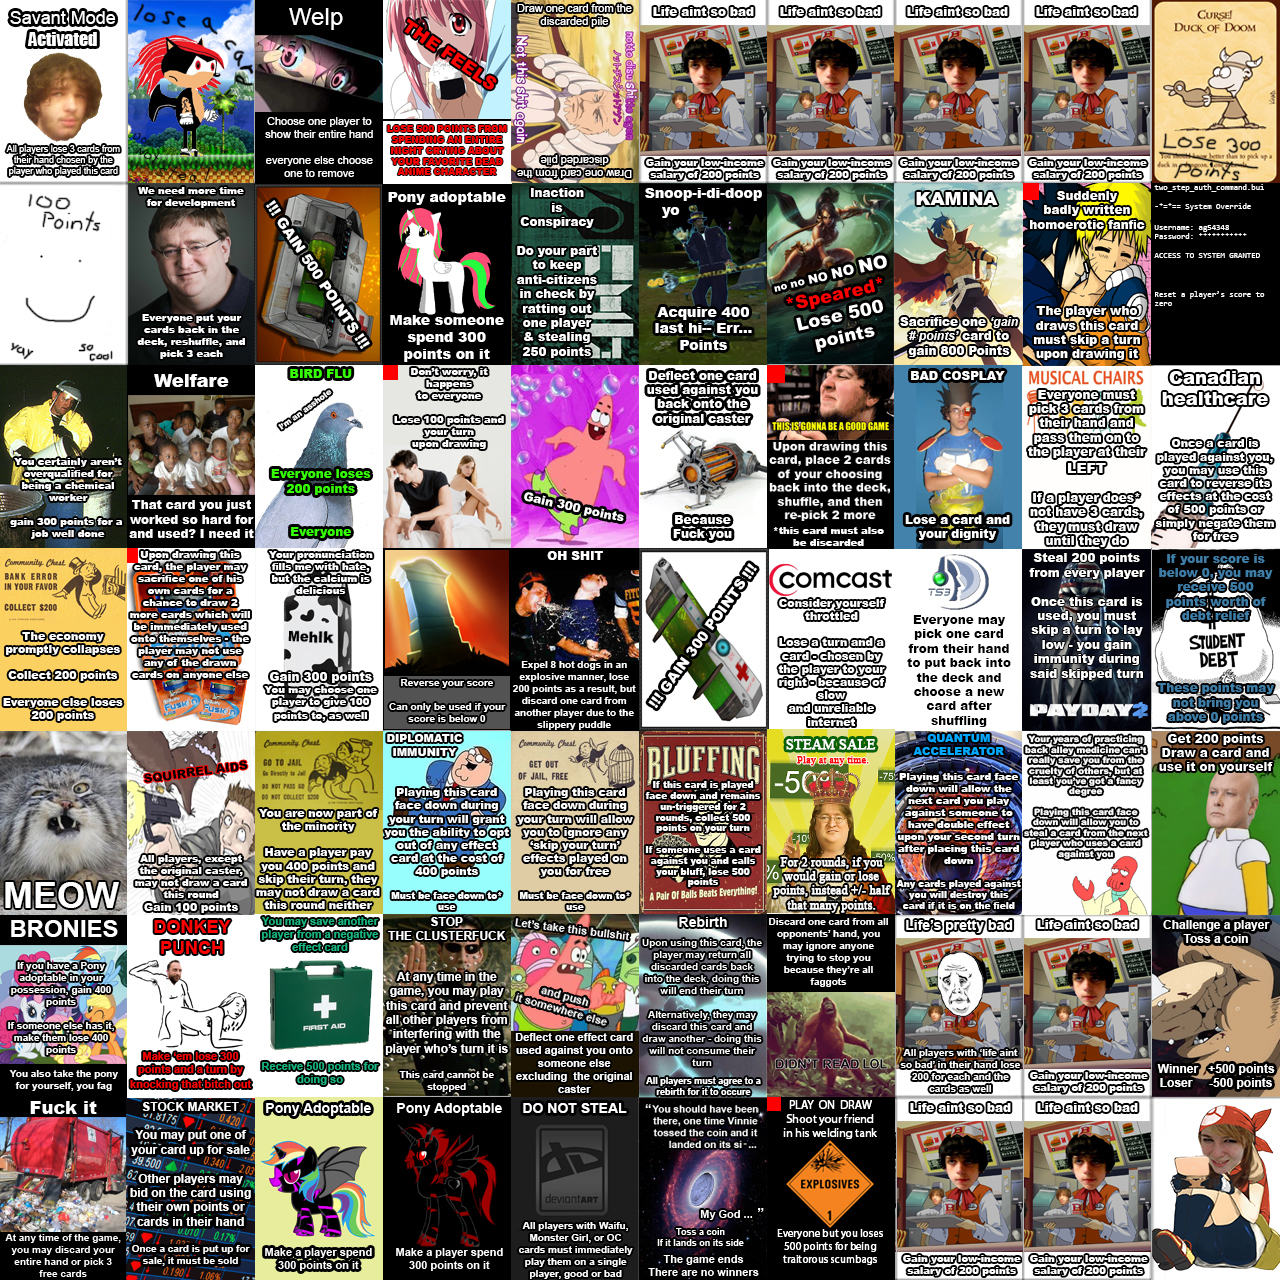 Savant Mode
Activated
All players lose 3 cards from
their hand chosen by the
player who played this card
lose a
card
Welp
Choose one player to
show their entire hand
everyone else choose
one to remove
THE FEELS
LOSE 800 POINTS FROM
SPENDING AN ENTIRE
NIGHT CRYING ABOUT
YOUR FAVORITE DEAD
ANIME CHARACTER
Draw one card from the
discarded pile
Not this shit again
Draw one card from the
discarded pile
Life aint so bad
Gain your low-income
salary of 200 points
Life aint so bad
Gain your low-income
salary of 200 points
Life aint so bad
Gain your low-income
salary of 200 points
Life aint so bad
Gain your low-income
salary of 200 points
CURSE!
DUCK OF DOOM
Lose 300
Points
100
Points
yay
so
cool
We need more time
for development
Everyone put your
cards back in the
deck, reshuffle, and
pick 3 each
!!! GAIN 500 POINTS !!!
Pony adoptable
Make someone
spend 300
points on it
Inaction
is
Conspiracy
Do your part
to keep
anti-citizens
in check by
ratting out
one player
& stealing
250 points
Snoop-i-di-doop
yo
Acquire 400
last hi-- Err...
Points
no no NO NO NO
*Speared*
Lose 500
points
KAMINA
Sacrifice one 'gain
# points' card to
gain 800 Points
Suddenly
badly written
homoerotic fanfic
The player who
draws this card
must skip a turn
upon drawing it
two_step_auth_command.bui
-*=*== System Override
Username: ag54348
Password: ***********
ACCESS TO SYSTEM GRANTED
Reset a player's score to
zero
You certainly aren't
overqualified for
being a chemical
worker
gain 300 points for a
job well done
Welfare
That card you just
worked so hard for
and used? I need it
BIRD FLU
I'm an asshole
Everyone loses
200 points
Everyone
Don't worry, it
happens
to everyone
Lose 100 points and
your turn
upon drawing
Gain 300 points
Deflect one card
used against you
back onto the
original caster
Because
Fuck you
THIS IS GONNA BE A GOOD GAME
Upon drawing this
card, place 2 cards
of your choosing
back into the deck,
shuffle, and then
re-pick 2 more
*this card must also
be discarded
BAD COSPLAY
Lose a card and
your dignity
MUSICAL CHAIRS
Everyone must
pick 3 cards from
their hand and
pass them on to
the player at their
LEFT
If a player does*
not have 3 cards,
they must draw
until they do
Canadian
healthcare
Once a card is
played against you,
you may use this
card to reverse its
effects at the cost
of 500 points or
simply negate them
for free
Community Chest
BANK ERROR
IN YOUR FAVOR
COLLECT $200
The economy
promptly collapses
Collect 200 points
Everyone else loses
200 points
Upon drawing this
card, the player may
sacrifice one of his
own cards for a
chance to draw 2
more cards which will
be immediately used
onto themselves - the
player may not use
any of the drawn
cards on anyone else
Your pronunciation
fills me with hate,
but the calcium is
delicious
Mehlk
Gain 300 points
You may choose one
player to give 100
points to, as well
Reverse your score
Can only be used if your
score is below 0
OH SHIT
Expel 8 hot dogs in an
explosive manner, lose
200 points as a result, but
discard one card from
another player due to the
slippery puddle
!!! GAIN 300 POINTS !!!
comcast
Consider yourself
throttled
Lose a turn and a
card - chosen by
the player to your
right - because of
slow
and unreliable
internet
TS3
Everyone may
pick one card
from their hand
to put back into
the deck and
choose a new
card after
shuffling
Steal 200 points
from every player
Once this card is
used, you must
skip a turn to lay
low - you gain
immunity during
said skipped turn
PAYDAY2
If your score is
below 0, you may
receive 500
points worth of
debt relief
STUDENT
DEBT
These points may
not bring you
above 0 points
MEOW
SQUIRREL AIDS
All players, except
the original caster,
may not draw a card
this round
Gain 100 points
Community Chest
GO TO JAIL
Go Directly to Jail
DO NOT PASS GO
DO NOT COLLECT $200
You are now part of
the minority
Have a player pay
you 400 points and
skip their turn, they
may not draw a card
this round neither
DIPLOMATIC
IMMUNITY
Playing this card
face down during
your turn will grant
you the ability to opt
out of any effect
card at the cost of
400 points
Must be face down to*
use
Community Chest
GET OUT
OF JAIL, FREE
Playing this card
face down during
your turn will allow
you to ignore any
'skip your turn'
effects played on
you for free
Must be face down to*
use
BLUFFING
If this card is played
face down and remains
un-triggered for 2
rounds, collect 500
points on your turn
If someone uses a card
against you and calls
your bluff, lose 500
points
A Pair Of Balls Beats Everything!
STEAM SALE
Play at any time.
-50
-75%
-10%
50%
For 2 rounds, if you
would gain or lose
points, instead +/- half
that many, points.
QUANTUM
ACCELERATOR
Playing this card face
down will allow the
next card you play
against someone to
have double effect
upon your second turn
after placing this card
down
Any cards played against
you will destroy this
card if it is on the field
Your years of practicing
back alley medicine can't
really save you from the
cruelty of others, but at
least you've got a fancy
degree
Playing this card face
down will allow you to
steal a card from the next
player who uses a card
against you
Get 200 points
Draw a card and
use it on yourself
BRONIES
If you have a Pony
adoptable in your
possession, gain 400
points
If someone else has it,
make them lose 400
points
You also take the pony
for yourself, you fag
DONKEY
PUNCH
Make 'em lose 300
points and a turn by
knocking that bitch out
You may save another
player from a negative
effect card
FIRST AID
Receive 500 points for
doing so
STOP
THE CLUSTERFUCK
At any time in the
game, you may play
this card and prevent
all other players from
interfering with the
player who's turn it is
This card cannot be
stopped
Let's take this bullshit
and push
it somewhere else
Deflect one effect card
used against you onto
someone else
excluding the original
caster
Rebirth
Upon using this card, the
player may return all
discarded cards back
into the deck, doing this
will end their turn
Alternatively, they may
discard this card and
draw another - doing this
will not consume their
turn
All players must agree to a
rebirth for it to occure
Discard one card from all
opponents' hand, you
may ignore anyone
trying to stop you
because they're all
faggots
DIDN'T READ LOL
Life's pretty bad
All players with 'life aint
so bad' in their hand lose
200 for each and the
cards as well
Life aint so bad
Gain your low-income
salary of 200 points
Challenge a player
Toss a coin
Winner +500 points
Loser -500 points
Fuck it
At any time of the game,
you may discard your
entire hand or pick 3
free cards
STOCK MARKET
You may put one of
your card up for sale
Other players may
bid on the card using
their own points or
cards in their hand
Once a card is put up for
sale, it must be sold
Pony Adoptable
Make a player spend
300 points on it
Pony Adoptable
Make a player spend
300 points on it
DO NOT STEAL
deviantART
All players with Waifu,
Monster Girl, or OC
cards must immediately
play them on a single
player, good or bad
"You should have been
there, one time Vinnie
tossed the coin and it
landed on its si-...
My God ... "
Toss a coin
If it lands on its side
The game ends
There are no winners
PLAY ON DRAW
Shoot your friend
in his welding tank
EXPLOSIVES
1
Everyone but you loses
500 points for being
traitorous scumbags
Life aint so bad
Gain your low-income
salary of 200 points
Life aint so bad
Gain your low-income
salary of 200 points